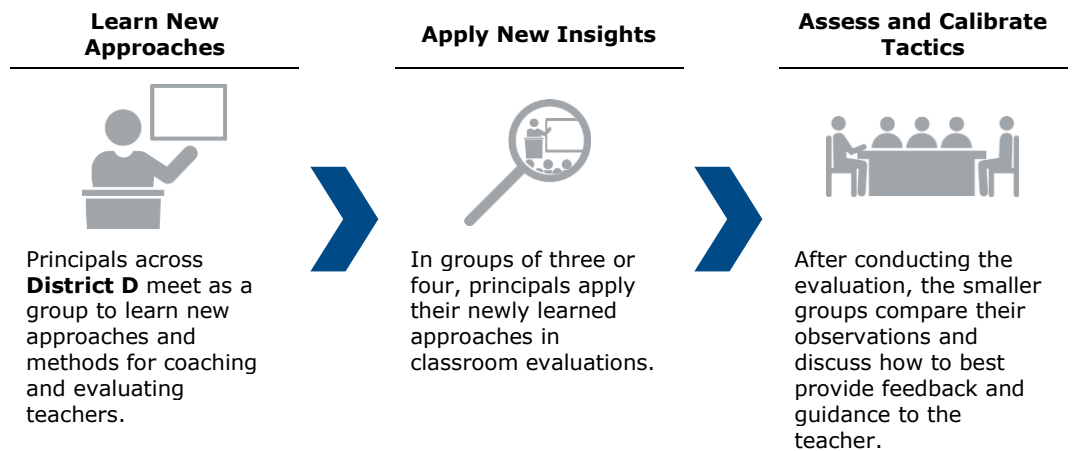 Learn New
Approaches
Principals across
District D meet as a
group to learn new
approaches and
methods for coaching
and evaluating
teachers.
Apply New Insights
In groups of three or
four, principals apply
their newly learned
approaches in
classroom evaluations.
Assess and Calibrate
Tactics
After conducting the
evaluation, the smaller
groups compare their
observations and
discuss how to best
provide feedback and
guidance to the
teacher.